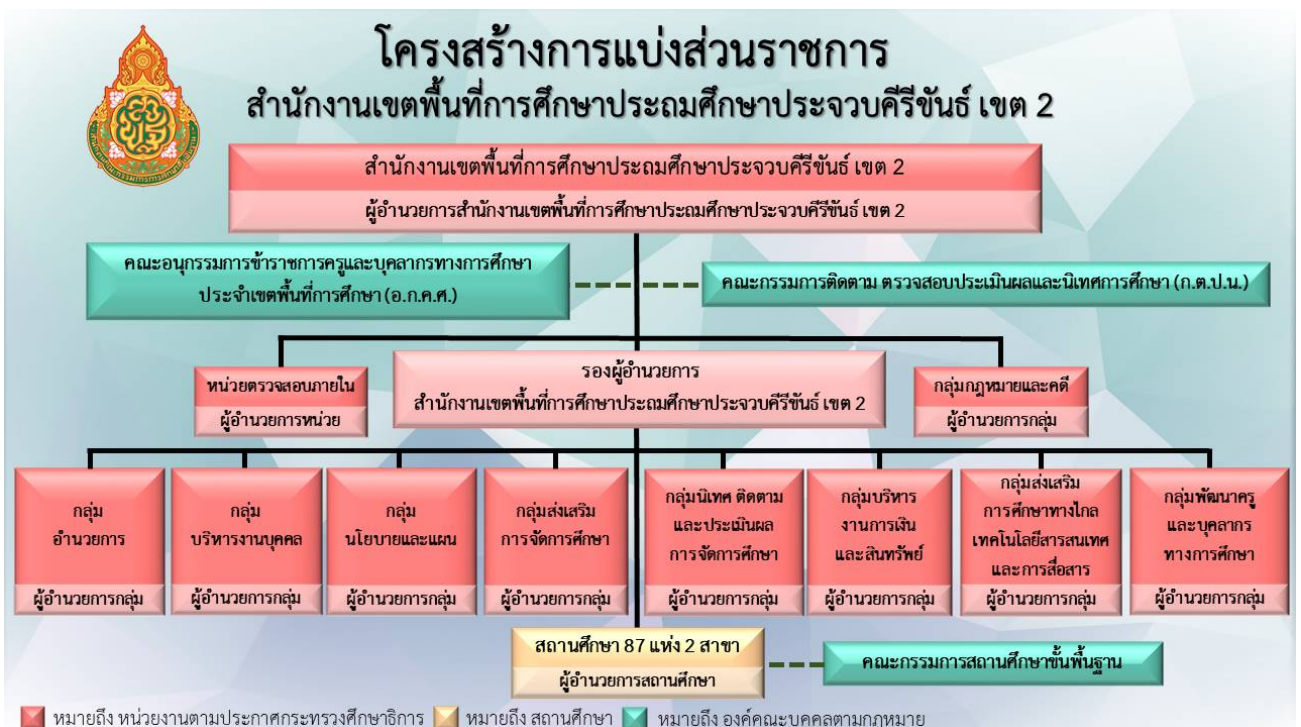 โครงสร้างการแบ่งส่วนราชการ
สำนักงานเขตพื้นที่การศึกษาประถมศึกษาประจวบคีรีขันธ์ เขต 2
สำนักงานเขตพื้นที่การศึกษาประถมศึกษาประจวบคีรีขันธ์ เขต 2
ผู้อำนวยการสำนักงานเขตพื้นที่การศึกษาประถมศึกษาประจวบคีรีขันธ์ เขต 2
คณะอนุกรรมการข้าราชการครูและบุคลากรทางการศึกษา
ประจำเขตพื้นที่การศึกษา (อ.ก.ค.ศ.)
คณะกรรมการติดตาม ตรวจสอบประเมินผลและนิเทศการศึกษา (ก.ต.ป.น.)
หน่วยตรวจสอบภายใน
ผู้อำนวยการหน่วย
รองผู้อำนวยการ
สำนักงานเขตพื้นที่การศึกษาประถมศึกษาประจวบคีรีขันธ์ เขต 2
กลุ่มกฎหมายและคดี
ผู้อำนวยการกลุ่ม
กลุ่ม
อำนวยการ
ผู้อำนวยการกลุ่ม
กลุ่ม
บริหารงานบุคคล
ผู้อำนวยการกลุ่ม
กลุ่ม
นโยบายและแผน
ผู้อำนวยการกลุ่ม
กลุ่มส่งเสริม
การจัดการศึกษา
ผู้อำนวยการกลุ่ม
กลุ่มนิเทศ ติดตาม
และประเมินผล
การจัดการศึกษา
ผู้อำนวยการกลุ่ม
กลุ่มบริหาร
งานการเงิน
และสินทรัพย์
ผู้อำนวยการกลุ่ม
กลุ่มส่งเสริม
การศึกษาทางไกล
เทคโนโลยีสารสนเทศ
และการสื่อสาร
ผู้อำนวยการกลุ่ม
กลุ่มพัฒนาครู
และบุคลากร
ทางการศึกษา
ผู้อำนวยการกลุ่ม
สถานศึกษา 87 แห่ง 2 สาขา
ผู้อำนวยการสถานศึกษา
คณะกรรมการสถานศึกษาขั้นพื้นฐาน
หมายถึง หน่วยงานตามประกาศกระทรวงศึกษาธิการ
หมายถึง สถานศึกษา
หมายถึง องค์คณะบุคคลตามกฎหมาย